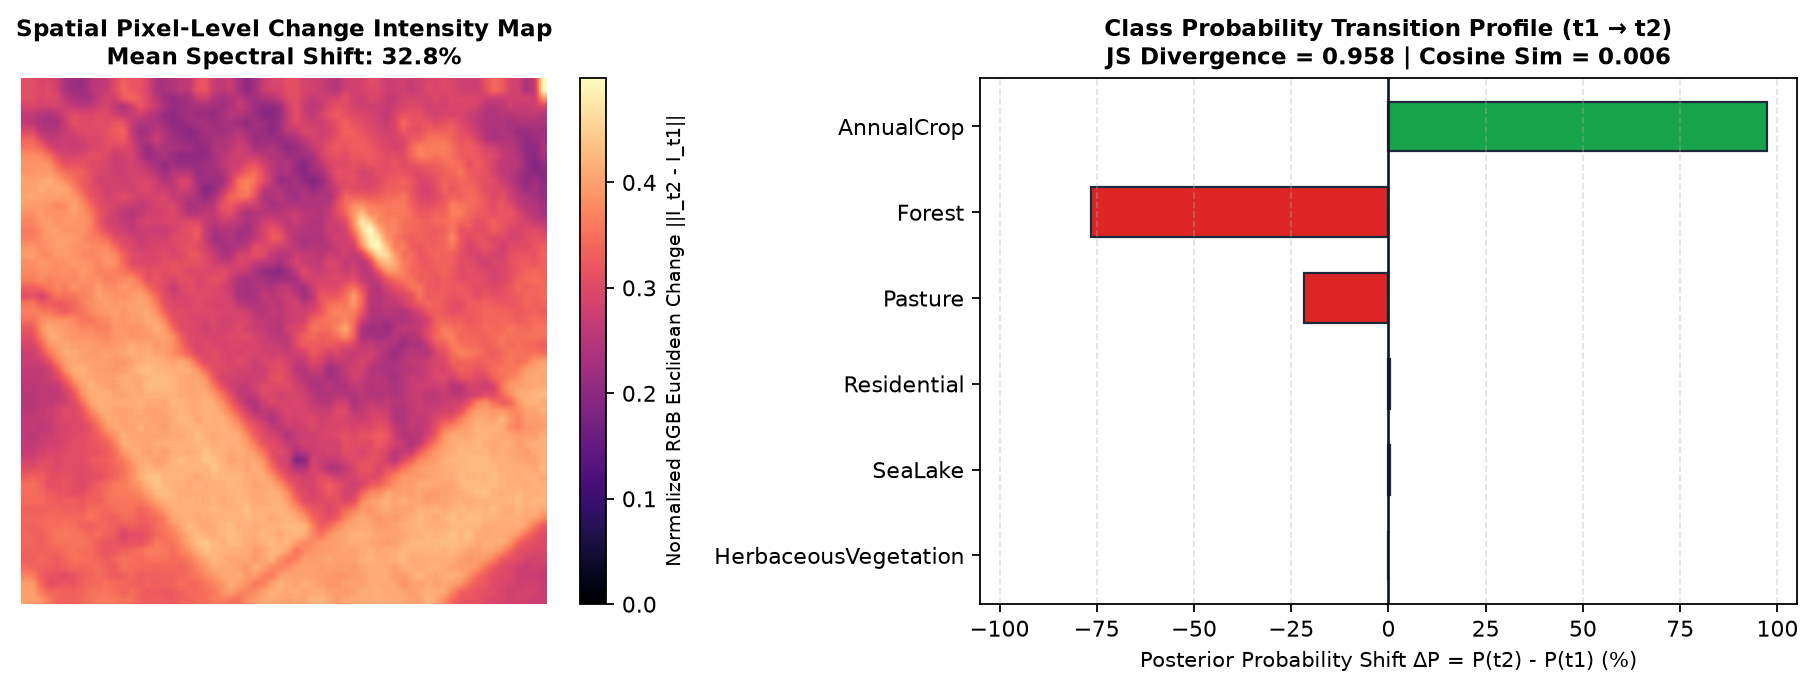 Spatial Pixel-Level Change Intensity Map
Mean Spectral Shift: 32.8%
0.4
0.3
0.2
0.1
0.0
Normalized RGB Euclidean Change ||I_t2 - I_t1||
Class Probability Transition Profile (t1 → t2)
JS Divergence = 0.958 | Cosine Sim = 0.006
AnnualCrop
Forest
Pasture
Residential
SeaLake
HerbaceousVegetation
−100 −75 −50 −25 0 25 50 75 100
Posterior Probability Shift ΔP = P(t2) - P(t1) (%)